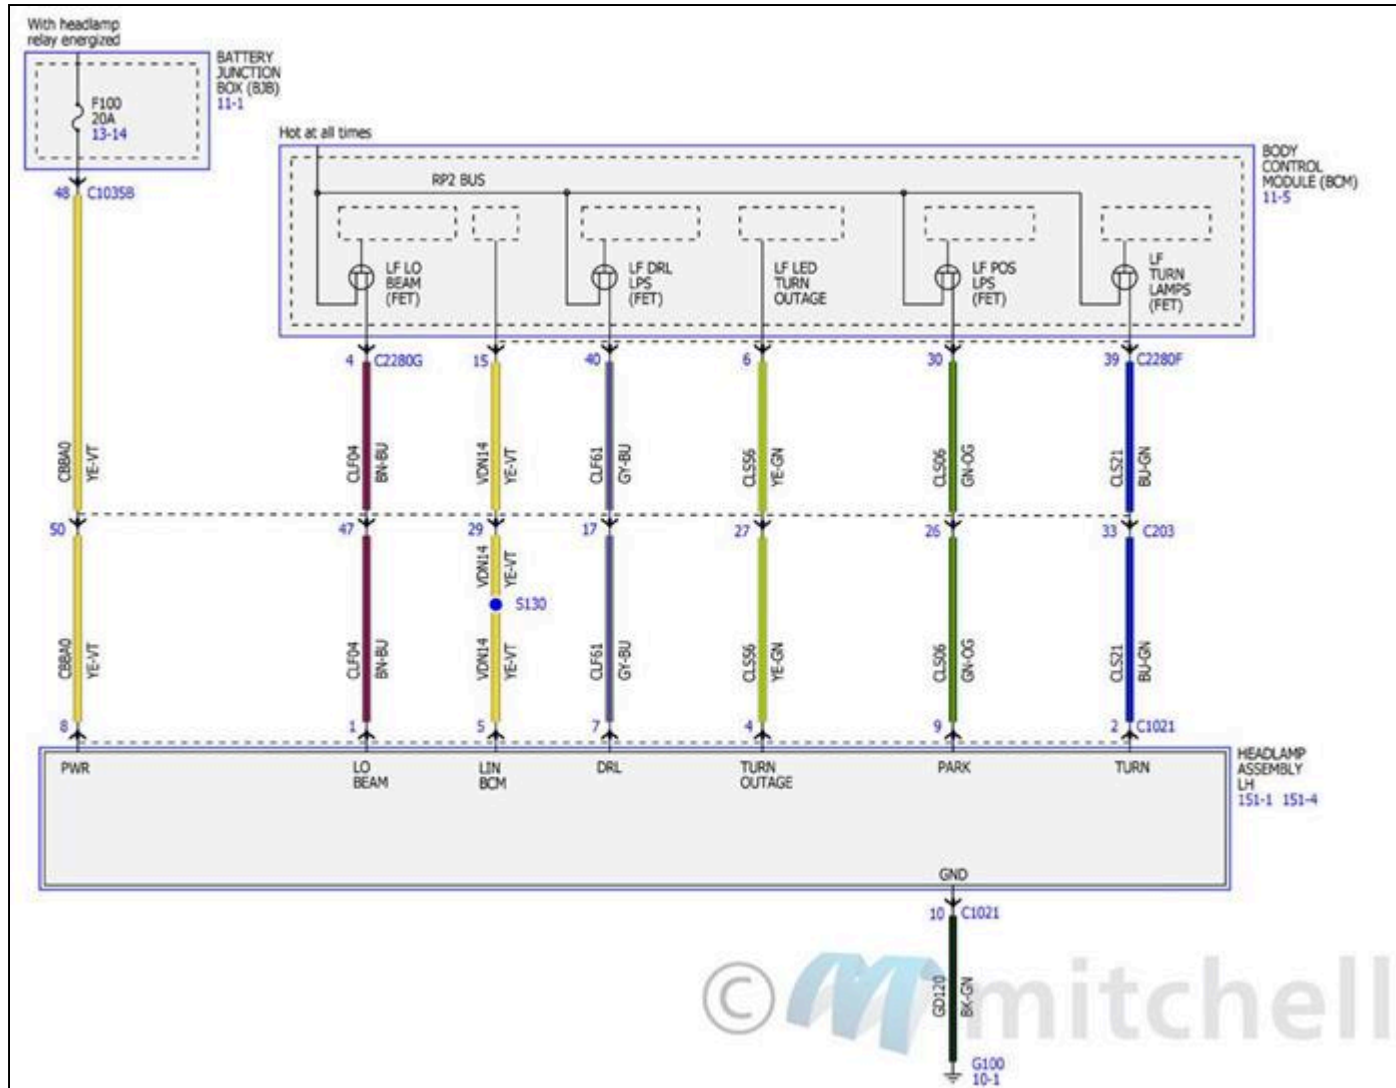 With headlamp
relay energized
BATTERY
JUNCTION
BOX (BJB)
11-1
F100
20A
13-14
Hot at all times
BODY
CONTROL
MODULE (BCM)
11-5
RP2 BUS
48 C1035B
LF LO
BEAM
(FET)
LF DRL
LPS
(FET)
LF LED
TURN
OUTAGE
LF POS
LPS
(FET)
LF
TURN
LAMPS
(FET)
4 C2280G 15 40 6 30 39 C2280F
CBBA0 YE-VT CLF04 BN-BU VDN14 YE-VT CLF61 GY-BU CLS56 YE-GN CLS06 GN-OG CLS21 BU-GN
50 47 29 17 27 26 33 C203
VDN14 YE-VT
S130
CBBA0 YE-VT CLF04 BN-BU VDN14 YE-VT CLF61 GY-BU CLS56 YE-GN CLS06 GN-OG CLS21 BU-GN
8 1 5 7 4 9 2 C1021
PWR
LO
BEAM
LIN
BCM
DRL
TURN
OUTAGE
PARK
TURN
HEADLAMP
ASSEMBLY
LH
151-1 151-4
GND
10 C1021
GD120 BK-GN
G100
10-1
© mitchell